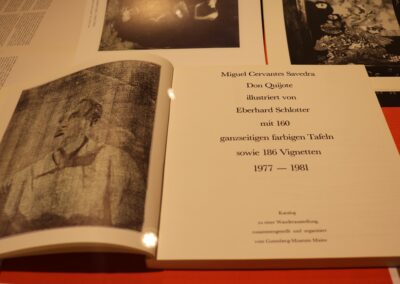 Miguel Cervantes Savedra
Don Quijote
illustriert von
Eberhard Schlotter
mit 160
ganzseitigen farbigen Tafeln
sowie 186 Vignetten
1977 — 1981
Katalog
zu einer Wanderausstellung,
zusammengestellt und organisiert
vom Gutenberg-Museum Mainz